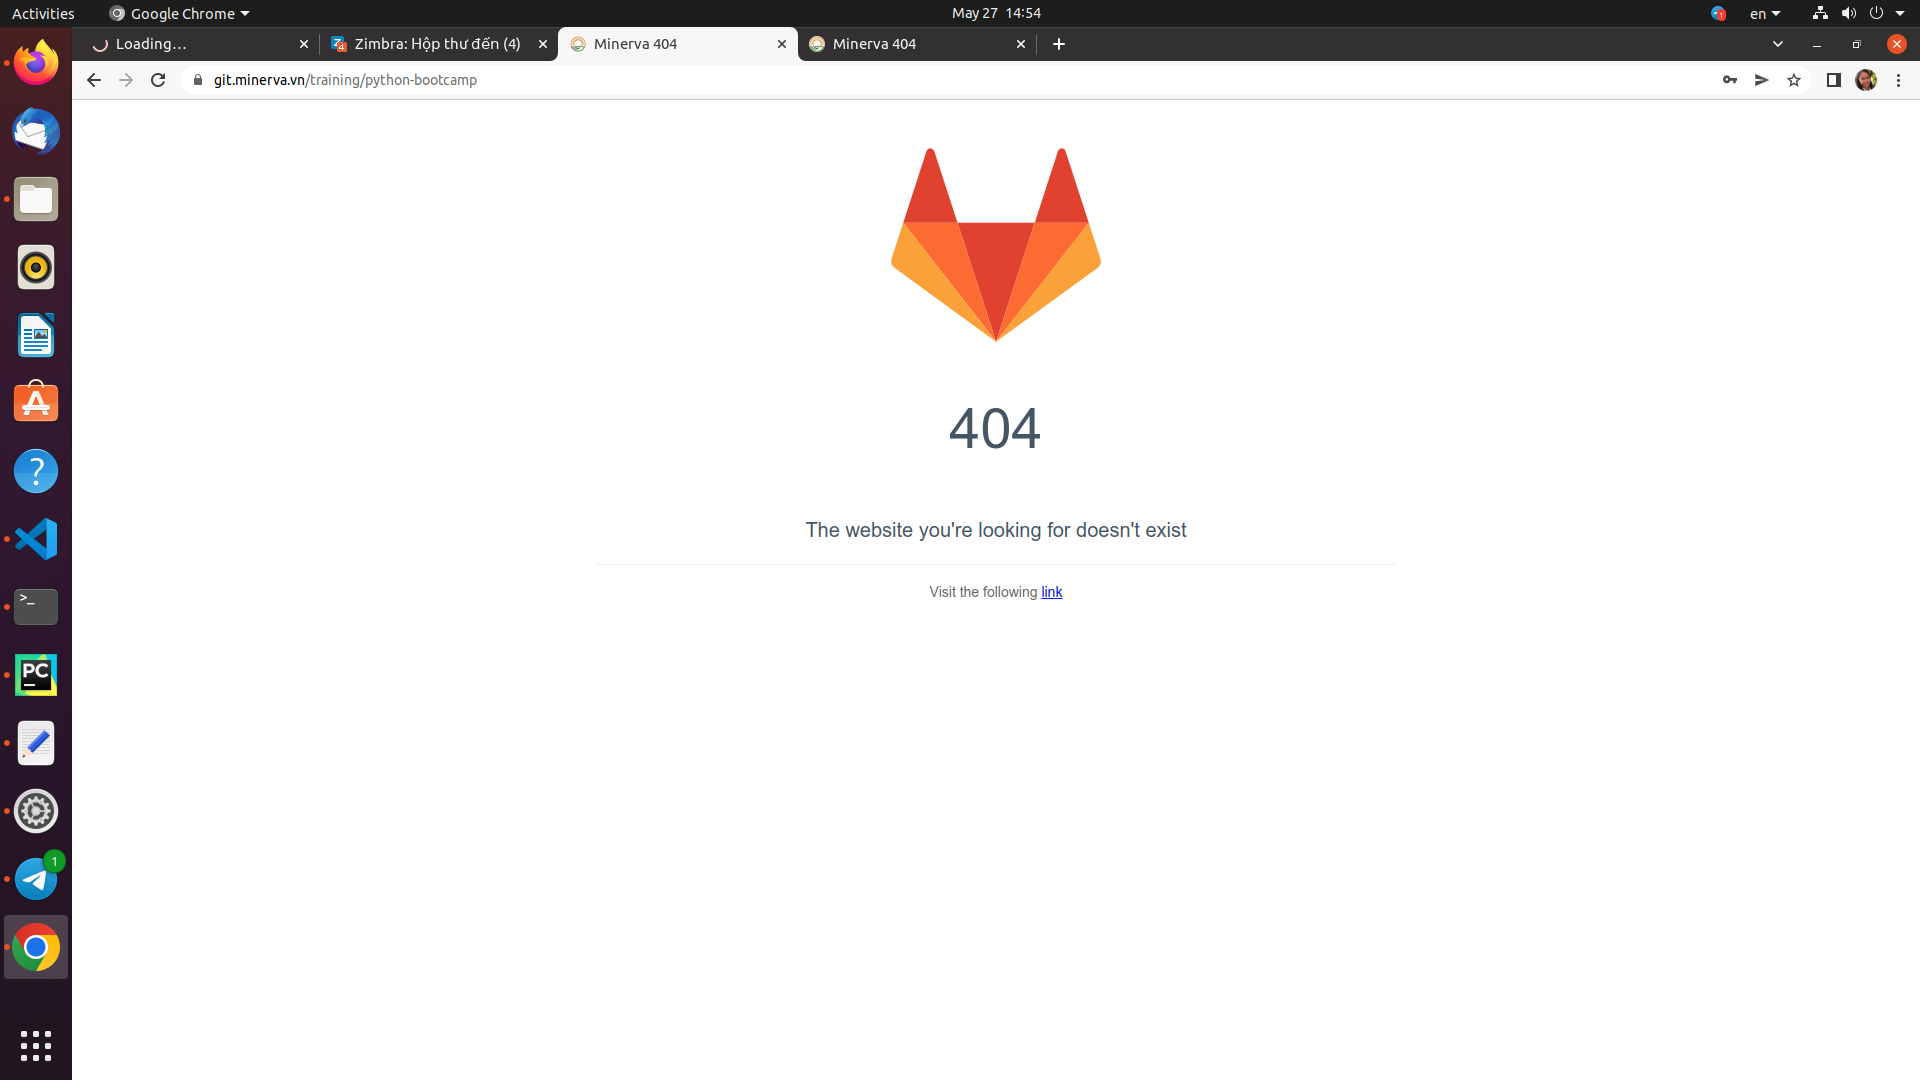 Activities
Google Chrome
May 27 14:54
1
en
Loading…
Zimbra: Hộp thư đến (4)
Minerva 404
Minerva 404
git.minerva.vn/training/python-bootcamp
404
The website you're looking for doesn't exist
Visit the following link
?
>_
PC
1